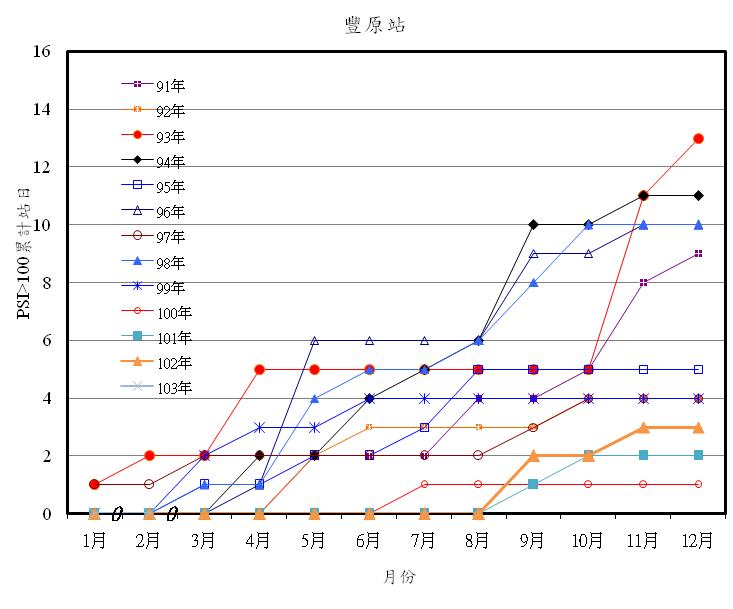 豐原站
PSI>100累計站日
16
14
12
10
8
6
4
2
0
91年
92年
93年
94年
95年
96年
97年
98年
99年
100年
101年
102年
103年
0 0
1月 2月 3月 4月 5月 6月 7月 8月 9月 10月 11月 12月
月份